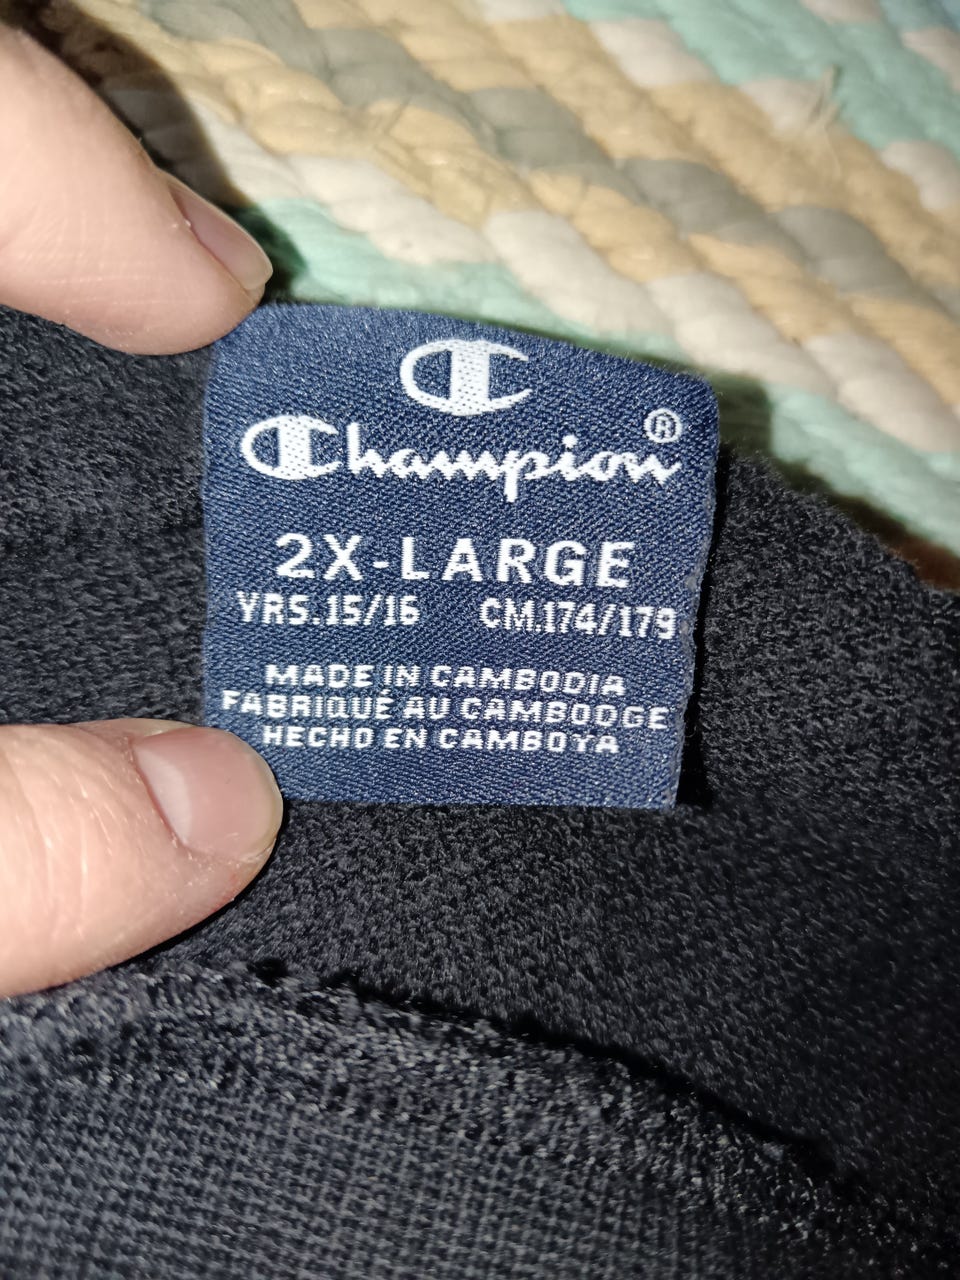 Champion®
2X-LARGE
YRS.15/16 CM.174/179
MADE IN CAMBODIA
FABRIQUÉ AU CAMBODGE
HECHO EN CAMBOYA